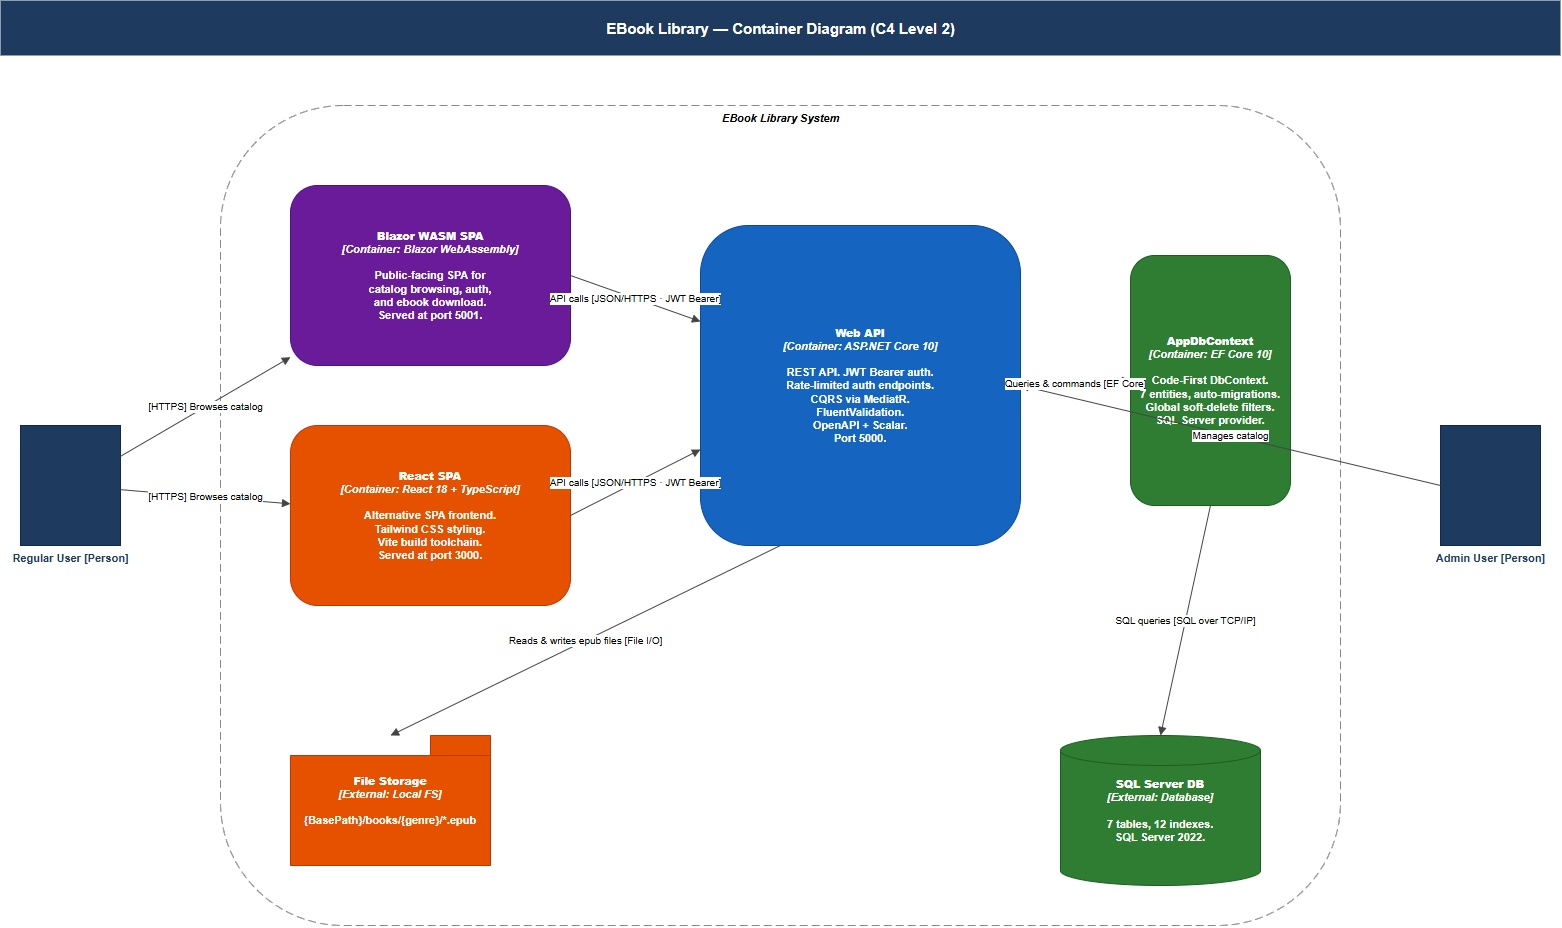 EBook Library — Container Diagram (C4 Level 2)
EBook Library System
Blazor WASM SPA
[Container: Blazor WebAssembly]
Public-facing SPA for
catalog browsing, auth,
and ebook download.
Served at port 5001.
API calls [JSON/HTTPS · JWT Bearer]
Web API
[Container: ASP.NET Core 10]
REST API. JWT Bearer auth.
Rate-limited auth endpoints.
CQRS via MediatR.
FluentValidation.
OpenAPI + Scalar.
Port 5000.
AppDbContext
[Container: EF Core 10]
Code-First DbContext.
7 entities, auto-migrations.
Global soft-delete filters.
SQL Server provider.
Queries & commands [EF Core]
Manages catalog
[HTTPS] Browses catalog
[HTTPS] Browses catalog
Regular User [Person]
React SPA
[Container: React 18 + TypeScript]
Alternative SPA frontend.
Tailwind CSS styling.
Vite build toolchain.
Served at port 3000.
API calls [JSON/HTTPS · JWT Bearer]
Admin User [Person]
Reads & writes epub files [File I/O]
SQL queries [SQL over TCP/IP]
File Storage
[External: Local FS]
{BasePath}/books/{genre}/*.epub
SQL Server DB
[External: Database]
7 tables, 12 indexes.
SQL Server 2022.